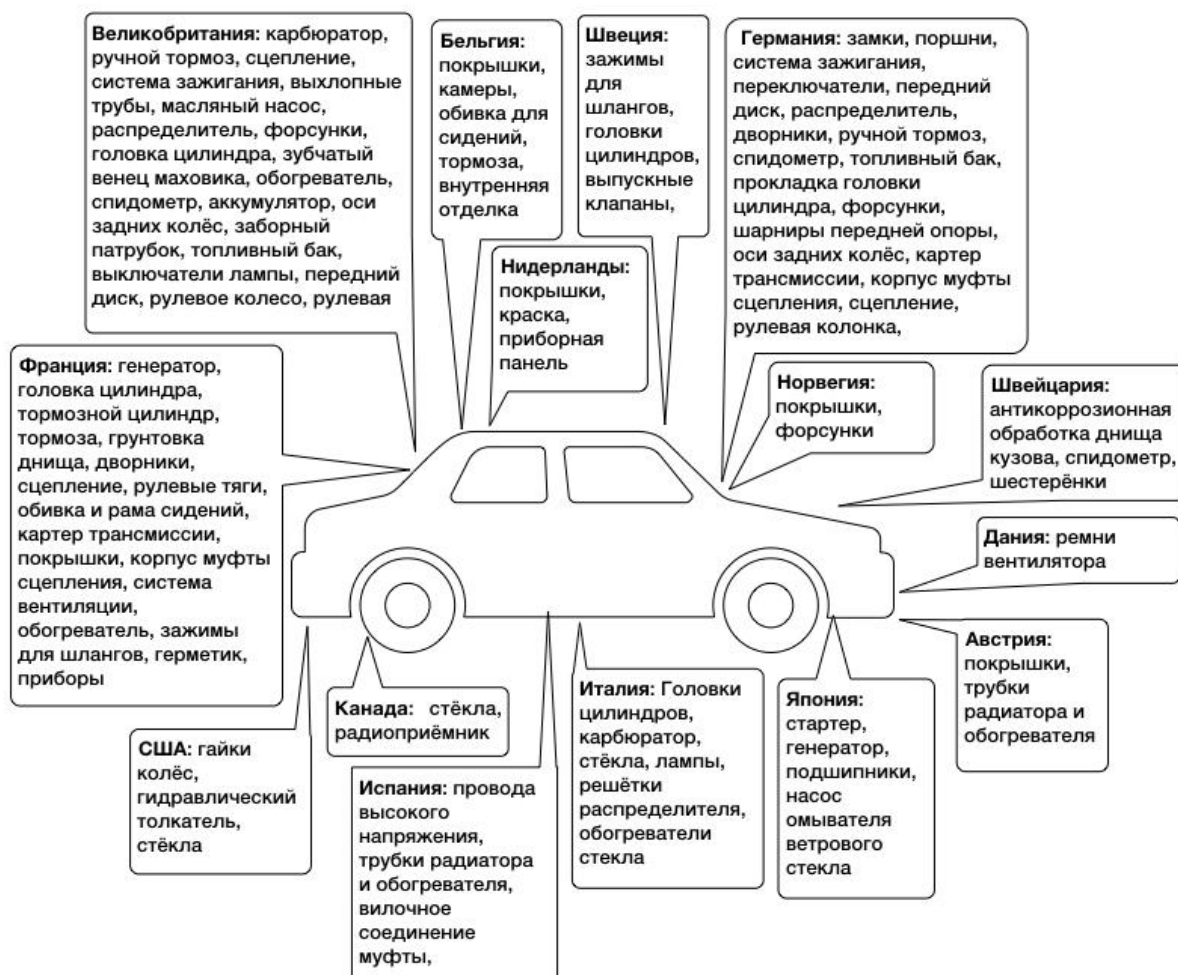 Великобритания: карбюратор,
ручной тормоз, сцепление,
система зажигания, выхлопные
трубы, масляный насос,
распределитель, форсунки,
головка цилиндра, зубчатый
венец маховика, обогреватель,
спидометр, аккумулятор, оси
задних колёс, заборный
патрубок, топливный бак,
выключатели лампы, передний
диск, рулевое колесо, рулевая
Бельгия:
покрышки,
камеры,
обивка для
сидений,
тормоза,
внутренняя
отделка
Швеция:
зажимы
для
шлангов,
головки
цилиндров,
выпускные
клапаны,
Германия: замки, поршни,
система зажигания,
переключатели, передний
диск, распределитель,
дворники, ручной тормоз,
спидометр, топливный бак,
прокладка головки
цилиндра, форсунки,
шарниры передней опоры,
оси задних колёс, картер
трансмиссии, корпус муфты
сцепления, сцепление,
рулевая колонка,
Нидерланды:
покрышки,
краска,
приборная
панель
Франция: генератор,
головка цилиндра,
тормозной цилиндр,
тормоза, грунтовка
днища, дворники,
сцепление, рулевые тяги,
обивка и рама сидений,
картер трансмиссии,
покрышки, корпус муфты
сцепления, система
вентиляции,
обогреватель, зажимы
для шлангов, герметик,
приборы
Норвегия:
покрышки,
форсунки
Швейцария:
антикоррозионная
обработка днища
кузова, спидометр,
шестерёнки
Дания: ремни
вентилятора
Австрия:
покрышки,
трубки
радиатора и
обогревателя
США: гайки
колёс,
гидравлический
толкатель,
стёкла
Канада: стёкла,
радиоприёмник
Испания: провода
высокого
напряжения,
трубки радиатора
и обогревателя,
вилочное
соединение
муфты,
Италия: Головки
цилиндров,
карбюратор,
стёкла, лампы,
решётки
распределителя,
обогреватели
стекла
Япония:
стартер,
генератор,
подшипники,
насос
омывателя
ветрового
стекла